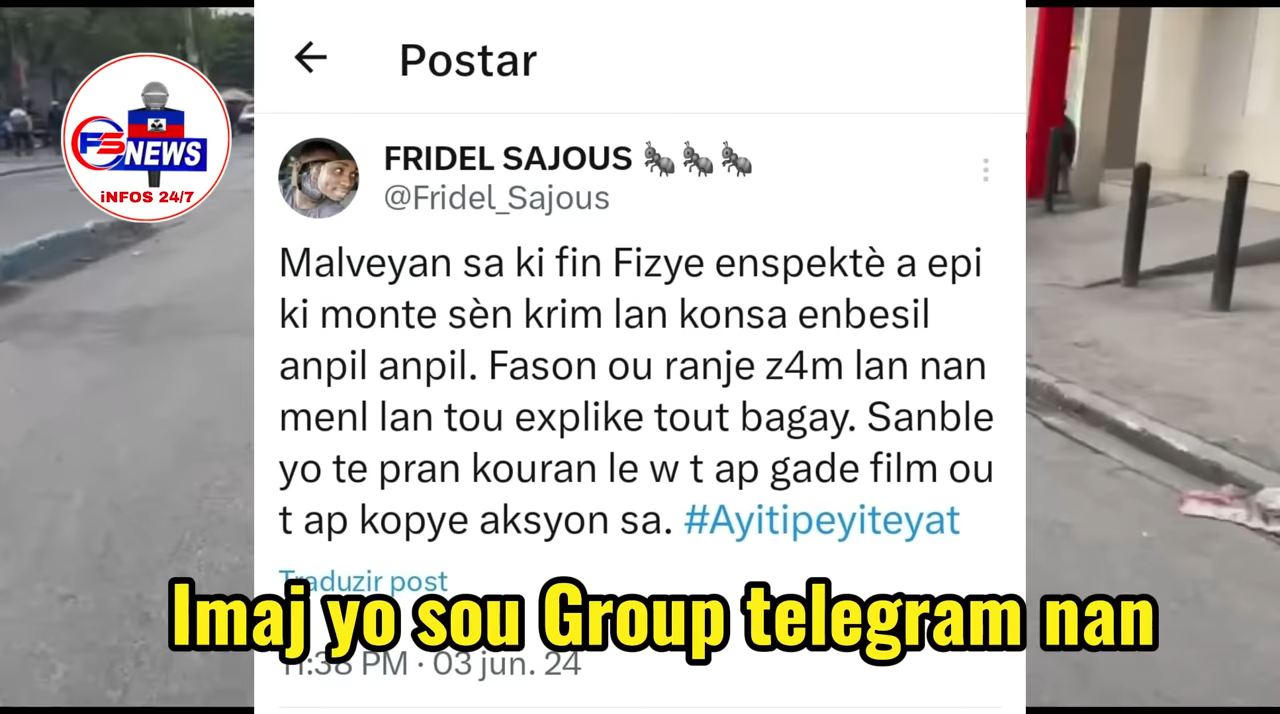 FS NEWS
iNFOS 24/7
Postar
FRIDEL SAJOUS 🐜🐜🐜
@Fridel_Sajous
Malveyan sa ki fin Fizye enspektè a epi
ki monte sèn krim lan konsa enbesil
anpil anpil. Fason ou ranje z4m lan nan
menl lan tou explike tout bagay. Sanble
yo te pran kouran le w t ap gade film ou
t ap kopye aksyon sa. #Ayitipeyiteyat
Traduzir post
Imaj yo sou Group telegram nan
11:38 PM · 03 jun. 24